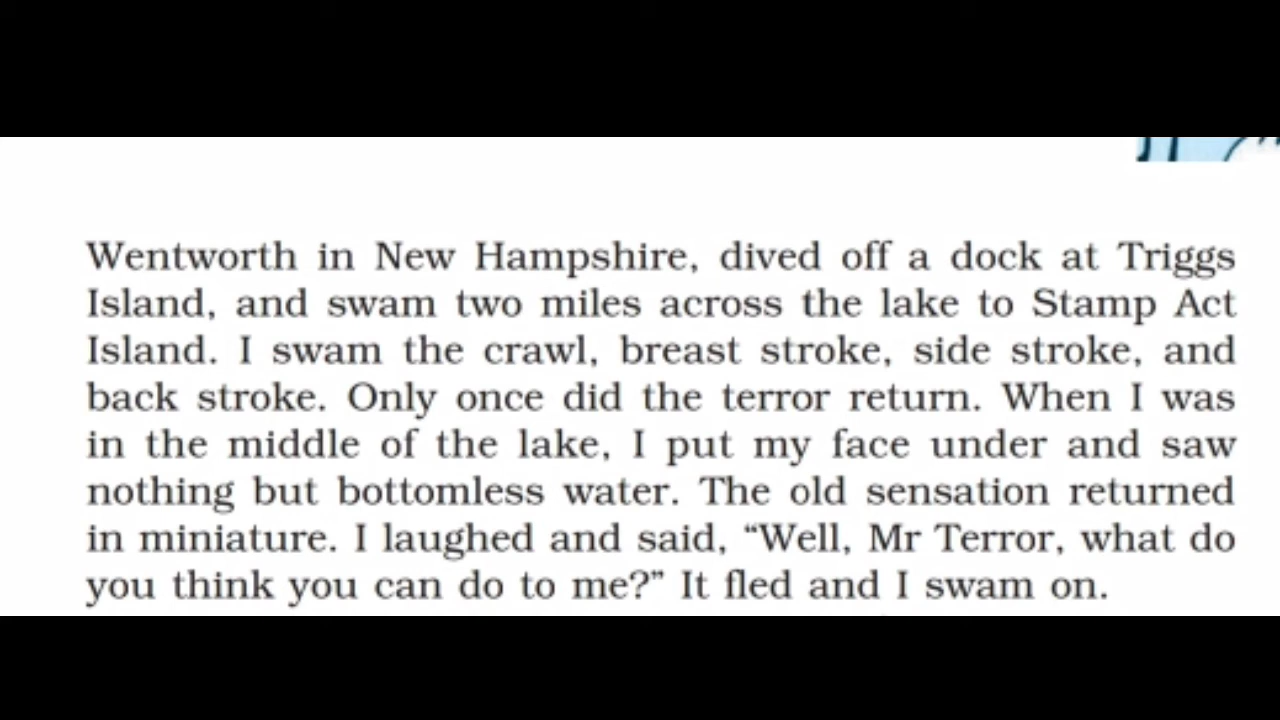 Wentworth in New Hampshire, dived off a dock at Triggs
Island, and swam two miles across the lake to Stamp Act
Island. I swam the crawl, breast stroke, side stroke, and
back stroke. Only once did the terror return. When I was
in the middle of the lake, I put my face under and saw
nothing but bottomless water. The old sensation returned
in miniature. I laughed and said, “Well, Mr Terror, what do
you think you can do to me?” It fled and I swam on.